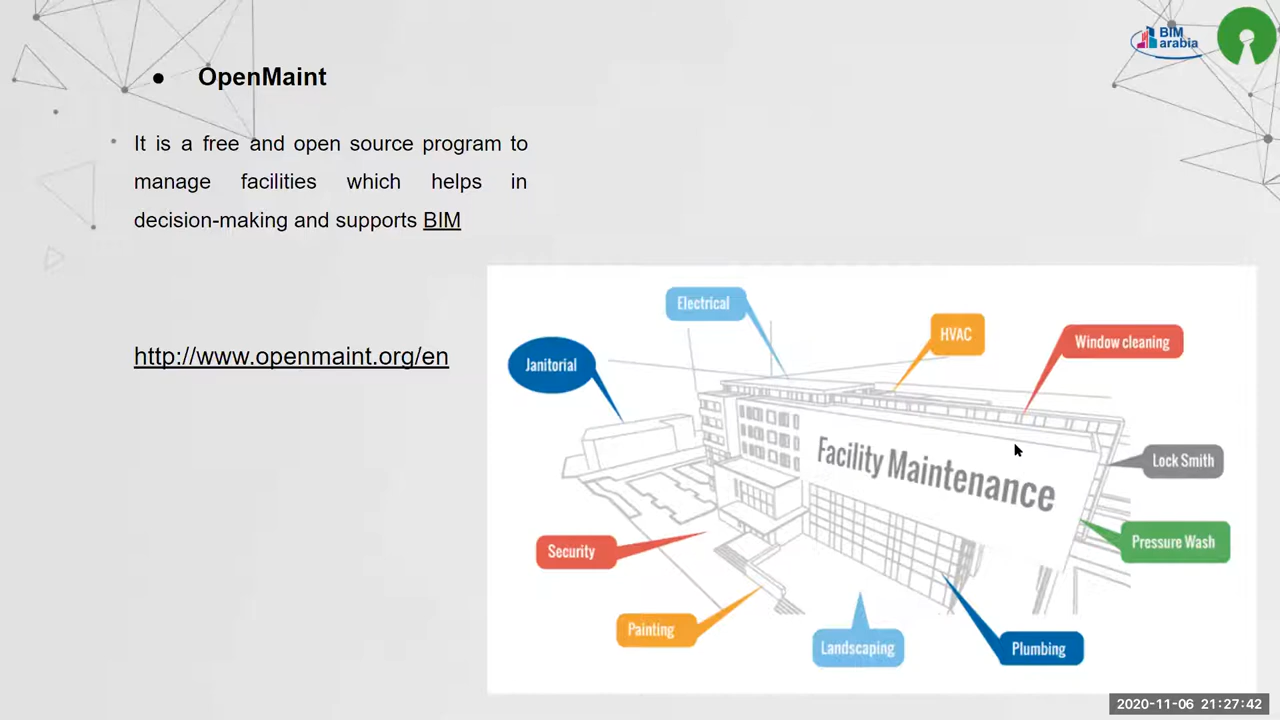 BIM
arabia
OpenMaint
It is a free and open source program to
manage facilities which helps in
decision-making and supports BIM
http://www.openmaint.org/en
Electrical
HVAC
Window cleaning
Janitorial
Facility Maintenance
Lock Smith
Security
Pressure Wash
Painting
Landscaping
Plumbing
2020-11-06 21:27:42